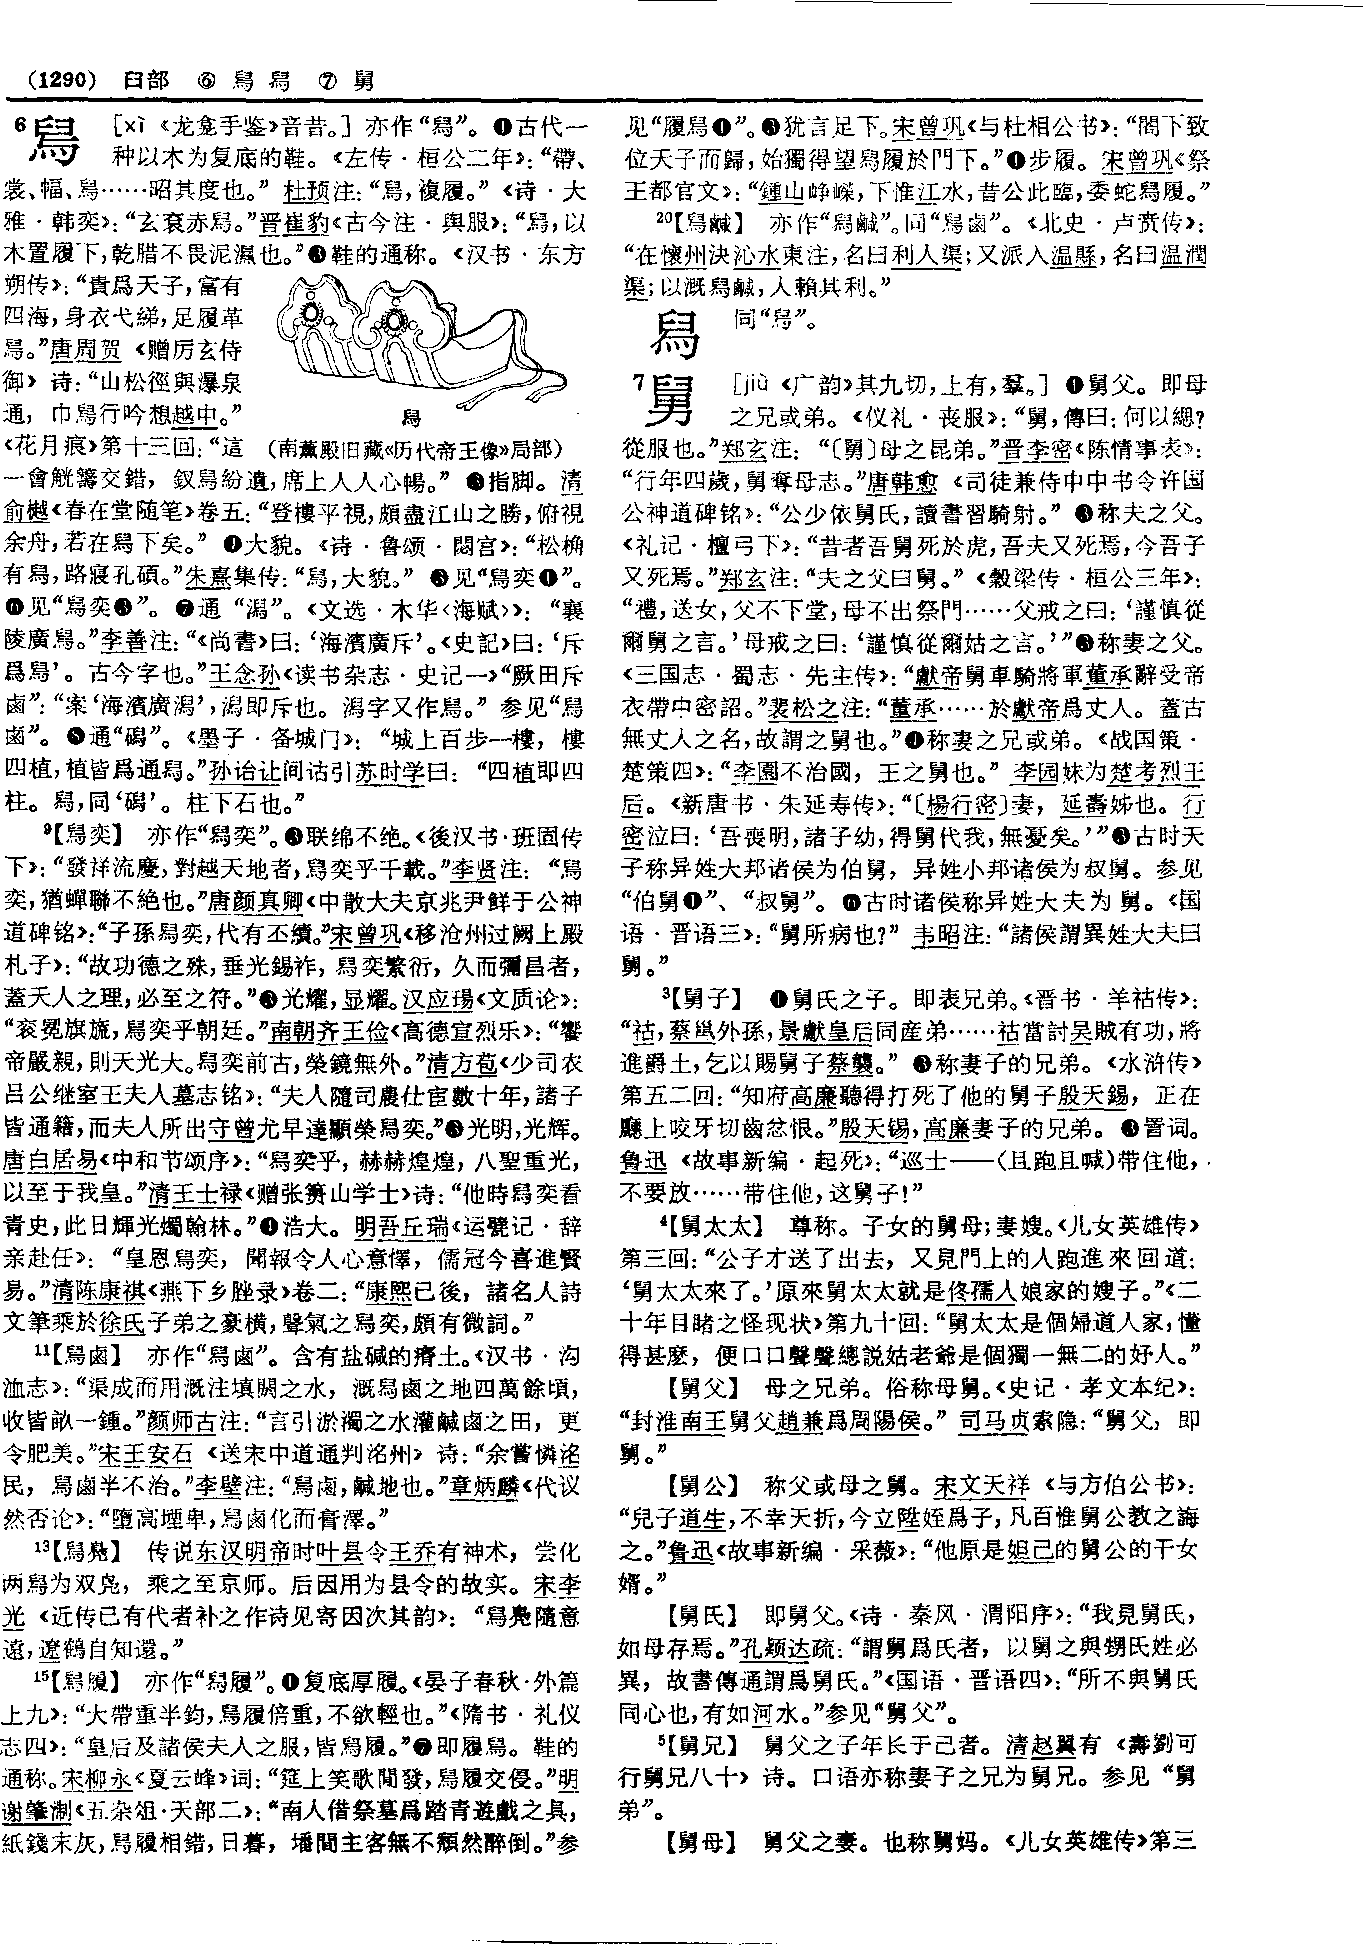 (1290) 臼部 ⑥ 舄 舃 ⑦ 舅
6舄 [xì 《龙龛手鉴》音昔。] 亦作“舃”。❶古代一
种以木为复底的鞋。《左传·桓公二年》：“帶、
裳、幅、舄……昭其度也。”杜预注：“舄，複履。”《诗·大
雅·韩奕》：“玄衮赤舄。”晋崔豹《古今注·舆服》：“舄，以
木置履下，乾腊不畏泥濕也。”❷鞋的通称。《汉书·东方
朔传》：“貴爲天子，富有
四海，身衣弋綈，足履革
舄。”唐周贺《赠厉玄侍
御》诗：“山松徑與瀑泉
通，巾舄行吟想越中。”
《花月痕》第十三回：“這
舄
(南薰殿旧藏《历代帝王像》局部)
一會觥籌交錯，釵舄紛遺，席上人人心暢。”❸指脚。清
俞樾《春在堂随笔》卷五：“登樓平視，頗盡江山之勝，俯視
余舟，若在舄下矣。”❹大貌。《诗·鲁颂·閟宫》：“松桷
有舄，路寢孔碩。”朱熹集传：“舄，大貌。”❺见“舄奕❶”。
❻见“舄奕❸”。❼通“潟”。《文选·木华〈海赋〉》：“襄
陵廣舄。”李善注：“《尚書》曰：‘海濱廣斥’。《史記》曰：‘斥
爲舄’。古今字也。”王念孙《读书杂志·史记一》“厥田斥
鹵”：“案‘海濱廣潟’，潟即斥也。潟字又作舄。”参见“舄
鹵”。❽通“磶”。《墨子·备城门》：“城上百步一樓，樓
四植，植皆爲通舄。”孙诒让间诂引苏时学曰：“四植即四
柱。舄，同‘磶’。柱下石也。”
9【舄奕】 亦作“舃奕”。❶联绵不绝。《後汉书·班固传
下》：“發祥流慶，對越天地者，舄奕乎千載。”李贤注：“舄
奕，猶蟬聯不絶也。”唐颜真卿《中散大夫京兆尹鲜于公神
道碑铭》：“子孫舄奕，代有丕績。”宋曾巩《移沧州过阙上殿
札子》：“故功德之殊，垂光錫祚，舄奕繁衍，久而彌昌者，
蓋天人之理，必至之符。”❷光耀，显耀。汉应瑒《文质论》：
“衮冕旗旒，舄奕乎朝廷。”南朝齐王俭《高德宣烈乐》：“饗
帝嚴親，則天光大。舄奕前古，榮鏡無外。”清方苞《少司农
吕公继室王夫人墓志铭》：“夫人隨司農仕宦數十年，諸子
皆通籍，而夫人所出守曾尤早達顯榮舄奕。”❸光明，光辉。
唐白居易《中和节颂序》：“舄奕乎，赫赫煌煌，八聖重光，
以至于我皇。”清王士禄《赠张篑山学士》诗：“他時舄奕看
青史，此日輝光燭翰林。”❹浩大。明吾丘瑞《运甓记·辞
亲赴任》：“皇恩舄奕，聞報令人心意懌，儒冠今喜進賢
易。”清陈康祺《燕下乡脞录》卷二：“康熙已後，諸名人詩
文筆乘於徐氏子弟之豪横，聲氣之舄奕，頗有微詞。”
11【舄鹵】 亦作“舃鹵”。含有盐碱的瘠土。《汉书·沟
洫志》：“渠成而用溉注填閼之水，溉舄鹵之地四萬餘頃，
收皆畝一鍾。”颜师古注：“言引淤濁之水灌鹹鹵之田，更
令肥美。”宋王安石《送宋中道通判洺州》诗：“余嘗憐洺
民，舄鹵半不治。”李壁注：“舄鹵，鹹地也。”章炳麟《代议
然否论》：“墮高堙卑，舄鹵化而膏澤。”
13【舄鳧】 传说东汉明帝时叶县令王乔有神术，尝化
两舄为双凫，乘之至京师。后因用为县令的故实。宋李
光《近传已有代者补之作诗见寄因次其韵》：“舄鳧隨意
遠，遼鶴自知還。”
15【舄履】 亦作“舃履”。❶复底厚履。《晏子春秋·外篇
上九》：“大帶重半鈞，舄履倍重，不欲輕也。”《隋书·礼仪
志四》：“皇后及諸侯夫人之服，皆舄履。”❷即履舄。鞋的
通称。宋柳永《夏云峰》词：“筵上笑歌間發，舄履交侵。”明
谢肇淛《五杂俎·天部二》：“南人借祭墓爲踏青遊戲之具，
紙錢末灰，舄履相錯，日暮，墦間主客無不頽然醉倒。”参
见“履舄❶”。❸犹言足下。宋曾巩《与杜相公书》：“閤下致
位天子而歸，始獨得望舄履於門下。”❹步履。宋曾巩《祭
王都官文》：“鍾山崢嶸，下惟江水，昔公此臨，委蛇舄履。”
20【舄鹹】 亦作“舃鹹”。同“舄鹵”。《北史·卢贲传》：
“在懷州決沁水東注，名曰利人渠；又派入温縣，名曰温潤
渠；以溉舄鹹，人賴其利。”
舃 同“舄”。
7舅 [jiù 《广韵》其九切，上有，羣。] ❶舅父。即母
之兄或弟。《仪礼·丧服》：“舅，傳曰：何以緦？
從服也。”郑玄注：“〔舅〕母之昆弟。”晋李密《陈情事表》：
“行年四歲，舅奪母志。”唐韩愈《司徒兼侍中中书令许国
公神道碑铭》：“公少依舅氏，讀書習騎射。”❷称夫之父。
《礼记·檀弓下》：“昔者吾舅死於虎，吾夫又死焉，今吾子
又死焉。”郑玄注：“夫之父曰舅。”《穀梁传·桓公三年》：
“禮，送女，父不下堂，母不出祭門……父戒之曰：‘謹慎從
爾舅之言。’母戒之曰：‘謹慎從爾姑之言。’”❸称妻之父。
《三国志·蜀志·先主传》：“獻帝舅車騎將軍董承辭受帝
衣帶中密詔。”裴松之注：“董承……於獻帝爲丈人。蓋古
無丈人之名，故謂之舅也。”❹称妻之兄或弟。《战国策·
楚策四》：“李園不治國，王之舅也。”李园妹为楚考烈王
后。《新唐书·朱延寿传》：“〔楊行密〕妻，延壽姊也。行
密泣曰：‘吾喪明，諸子幼，得舅代我，無憂矣。’”❺古时天
子称异姓大邦诸侯为伯舅，异姓小邦诸侯为叔舅。参见
“伯舅❶”、“叔舅”。❻古时诸侯称异姓大夫为舅。《国
语·晋语三》：“舅所病也？”韦昭注：“諸侯謂異姓大夫曰
舅。”
3【舅子】 ❶舅氏之子。即表兄弟。《晋书·羊祜传》：
“祜，蔡邕外孫，景獻皇后同産弟……祜當討吴賊有功，將
進爵土，乞以賜舅子蔡襲。”❷称妻子的兄弟。《水浒传》
第五二回：“知府高廉聽得打死了他的舅子殷天錫，正在
廳上咬牙切齒忿恨。”殷天锡，高廉妻子的兄弟。❸詈词。
鲁迅《故事新编·起死》：“巡士——（且跑且喊）带住他，
不要放……带住他，这舅子！”
4【舅太太】 尊称。子女的舅母；妻嫂。《儿女英雄传》
第三回：“公子才送了出去，又見門上的人跑進來回道：
‘舅太太來了。’原來舅太太就是佟孺人娘家的嫂子。”《二
十年目睹之怪现状》第九十回：“舅太太是個婦道人家，懂
得甚麽，便口口聲聲總説姑老爺是個獨一無二的好人。”
【舅父】 母之兄弟。俗称母舅。《史记·孝文本纪》：
“封淮南王舅父趙兼爲周陽侯。”司马贞索隐：“舅父，即
舅。”
【舅公】 称父或母之舅。宋文天祥《与方伯公书》：
“兒子道生，不幸夭折，今立陞姪爲子，凡百惟舅公教之誨
之。”鲁迅《故事新编·采薇》：“他原是妲己的舅公的干女
婿。”
【舅氏】 即舅父。《诗·秦风·渭阳序》：“我見舅氏，
如母存焉。”孔颖达疏：“謂舅爲氏者，以舅之與甥氏姓必
異，故書傳通謂爲舅氏。”《国语·晋语四》：“所不與舅氏
同心也，有如河水。”参见“舅父”。
5【舅兄】 舅父之子年长于己者。清赵翼有《壽劉可
行舅兄八十》诗。口语亦称妻子之兄为舅兄。参见“舅
弟”。
【舅母】 舅父之妻。也称舅妈。《儿女英雄传》第三